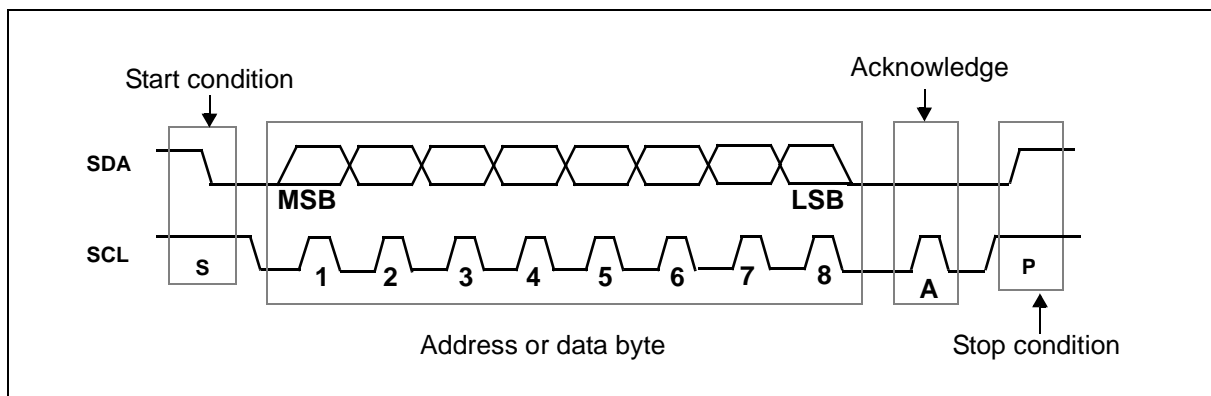 Start condition
Acknowledge
SDA
MSB
LSB
SCL
S
1 2 3 4 5 6 7 8
A
P
Address or data byte
Stop condition